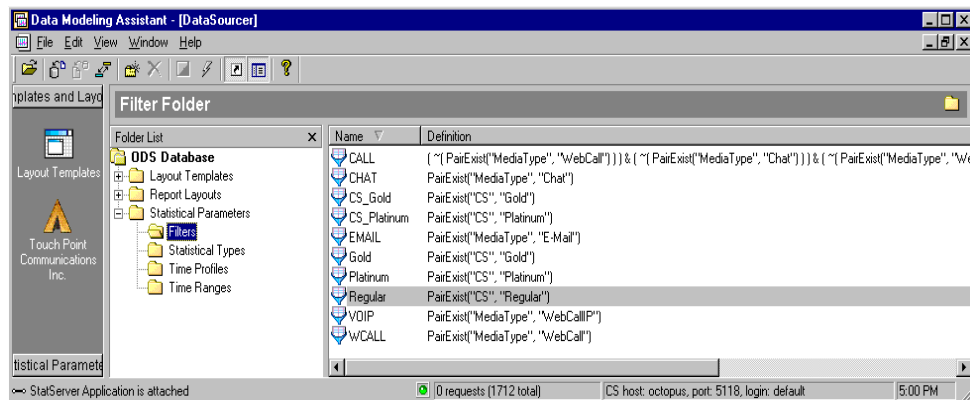 Data Modeling Assistant - [DataSourcer]
File Edit View Window Help
Filter Folder
Layout Templates
Touch Point
Communications
Inc.
Folder List x
ODS Database
Layout Templates
Report Layouts
Statistical Parameters
Filters
Statistical Types
Time Profiles
Time Ranges
Name Definition
CALL ( ~( PairExist("MediaType", "WebCall") ) ) & ( ~( PairExist("MediaType", "Chat") ) ) & ( ~( PairExist("MediaType", "We
CHAT PairExist("MediaType", "Chat")
CS_Gold PairExist("CS", "Gold")
CS_Platinum PairExist("CS", "Platinum")
EMAIL PairExist("MediaType", "E-Mail")
Gold PairExist("CS", "Gold")
Platinum PairExist("CS", "Platinum")
Regular PairExist("CS", "Regular")
VOIP PairExist("MediaType", "WebCallIP")
WCALL PairExist("MediaType", "WebCall")
StatServer Application is attached 0 requests (1712 total) CS host: octopus, port: 5118, login: default 5:00 PM